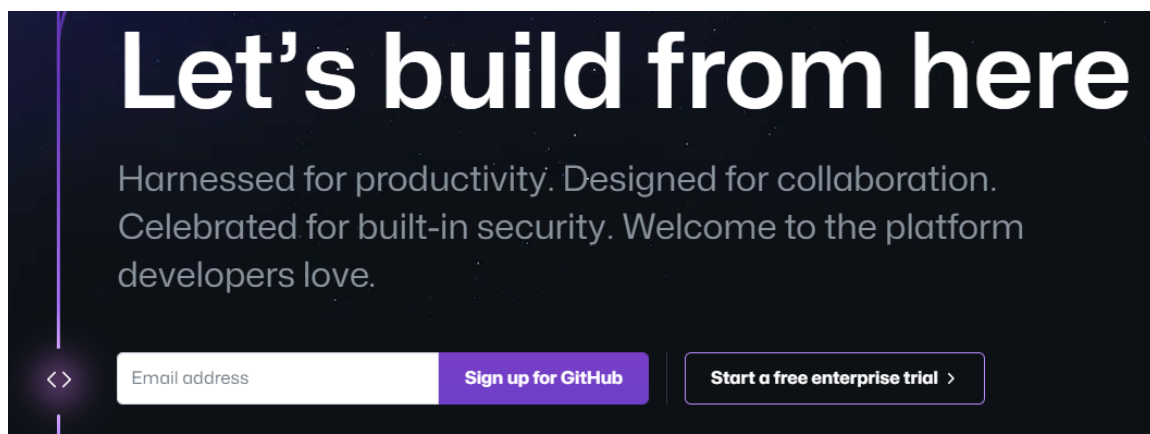 Let’s build from here
Harnessed for productivity. Designed for collaboration.
Celebrated for built-in security. Welcome to the platform
developers love.
Email address
Sign up for GitHub
Start a free enterprise trial